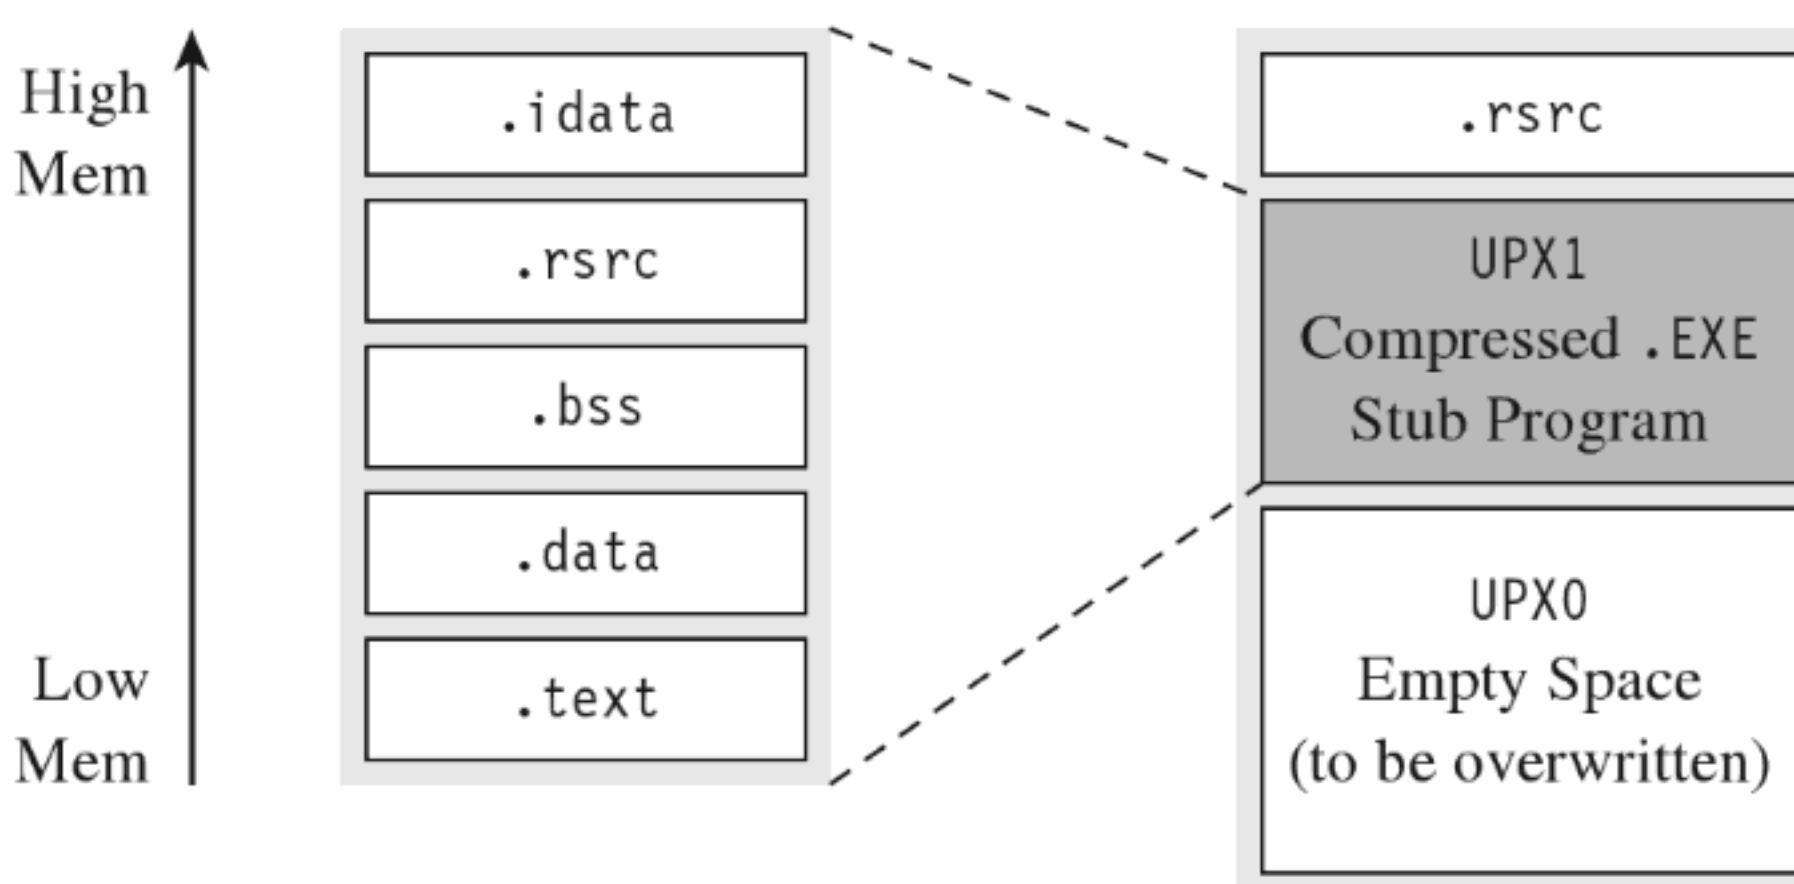 High
Mem
.idata
.rsrc
.bss
.data
.text
Low
Mem
.rsrc
UPX1
Compressed .EXE
Stub Program
UPX0
Empty Space
(to be overwritten)